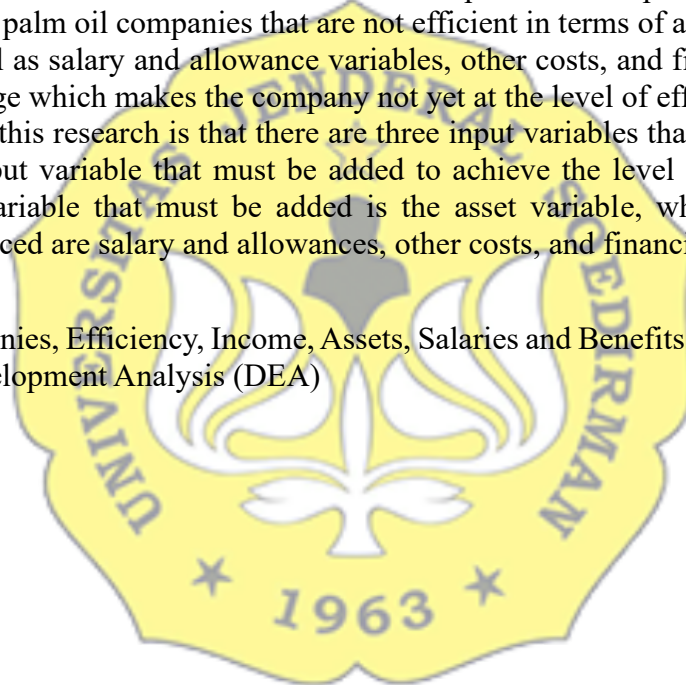 palm oil companies that are not efficient in terms of a
l as salary and allowance variables, other costs, and fi
ge which makes the company not yet at the level of eff
this research is that there are three input variables tha
out variable that must be added to achieve the level
ariable that must be added is the asset variable, wh
ced are salary and allowances, other costs, and financi
nies, Efficiency, Income, Assets, Salaries and Benefits
elopment Analysis (DEA)
UNIVERSITAS JENDERAL SOEDIRMAN
1963